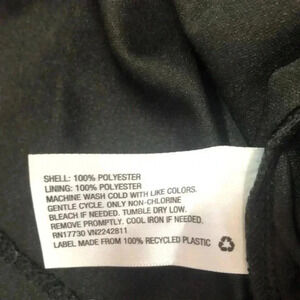 SHELL: 100% POLYESTER
LINING: 100% POLYESTER
MACHINE WASH COLD WITH LIKE COLORS.
GENTLE CYCLE. ONLY NON-CHLORINE
BLEACH IF NEEDED. TUMBLE DRY LOW.
REMOVE PROMPTLY. COOL IRON IF NEEDED.
RN17730 VN2242811
LABEL MADE FROM 100% RECYCLED PLASTIC